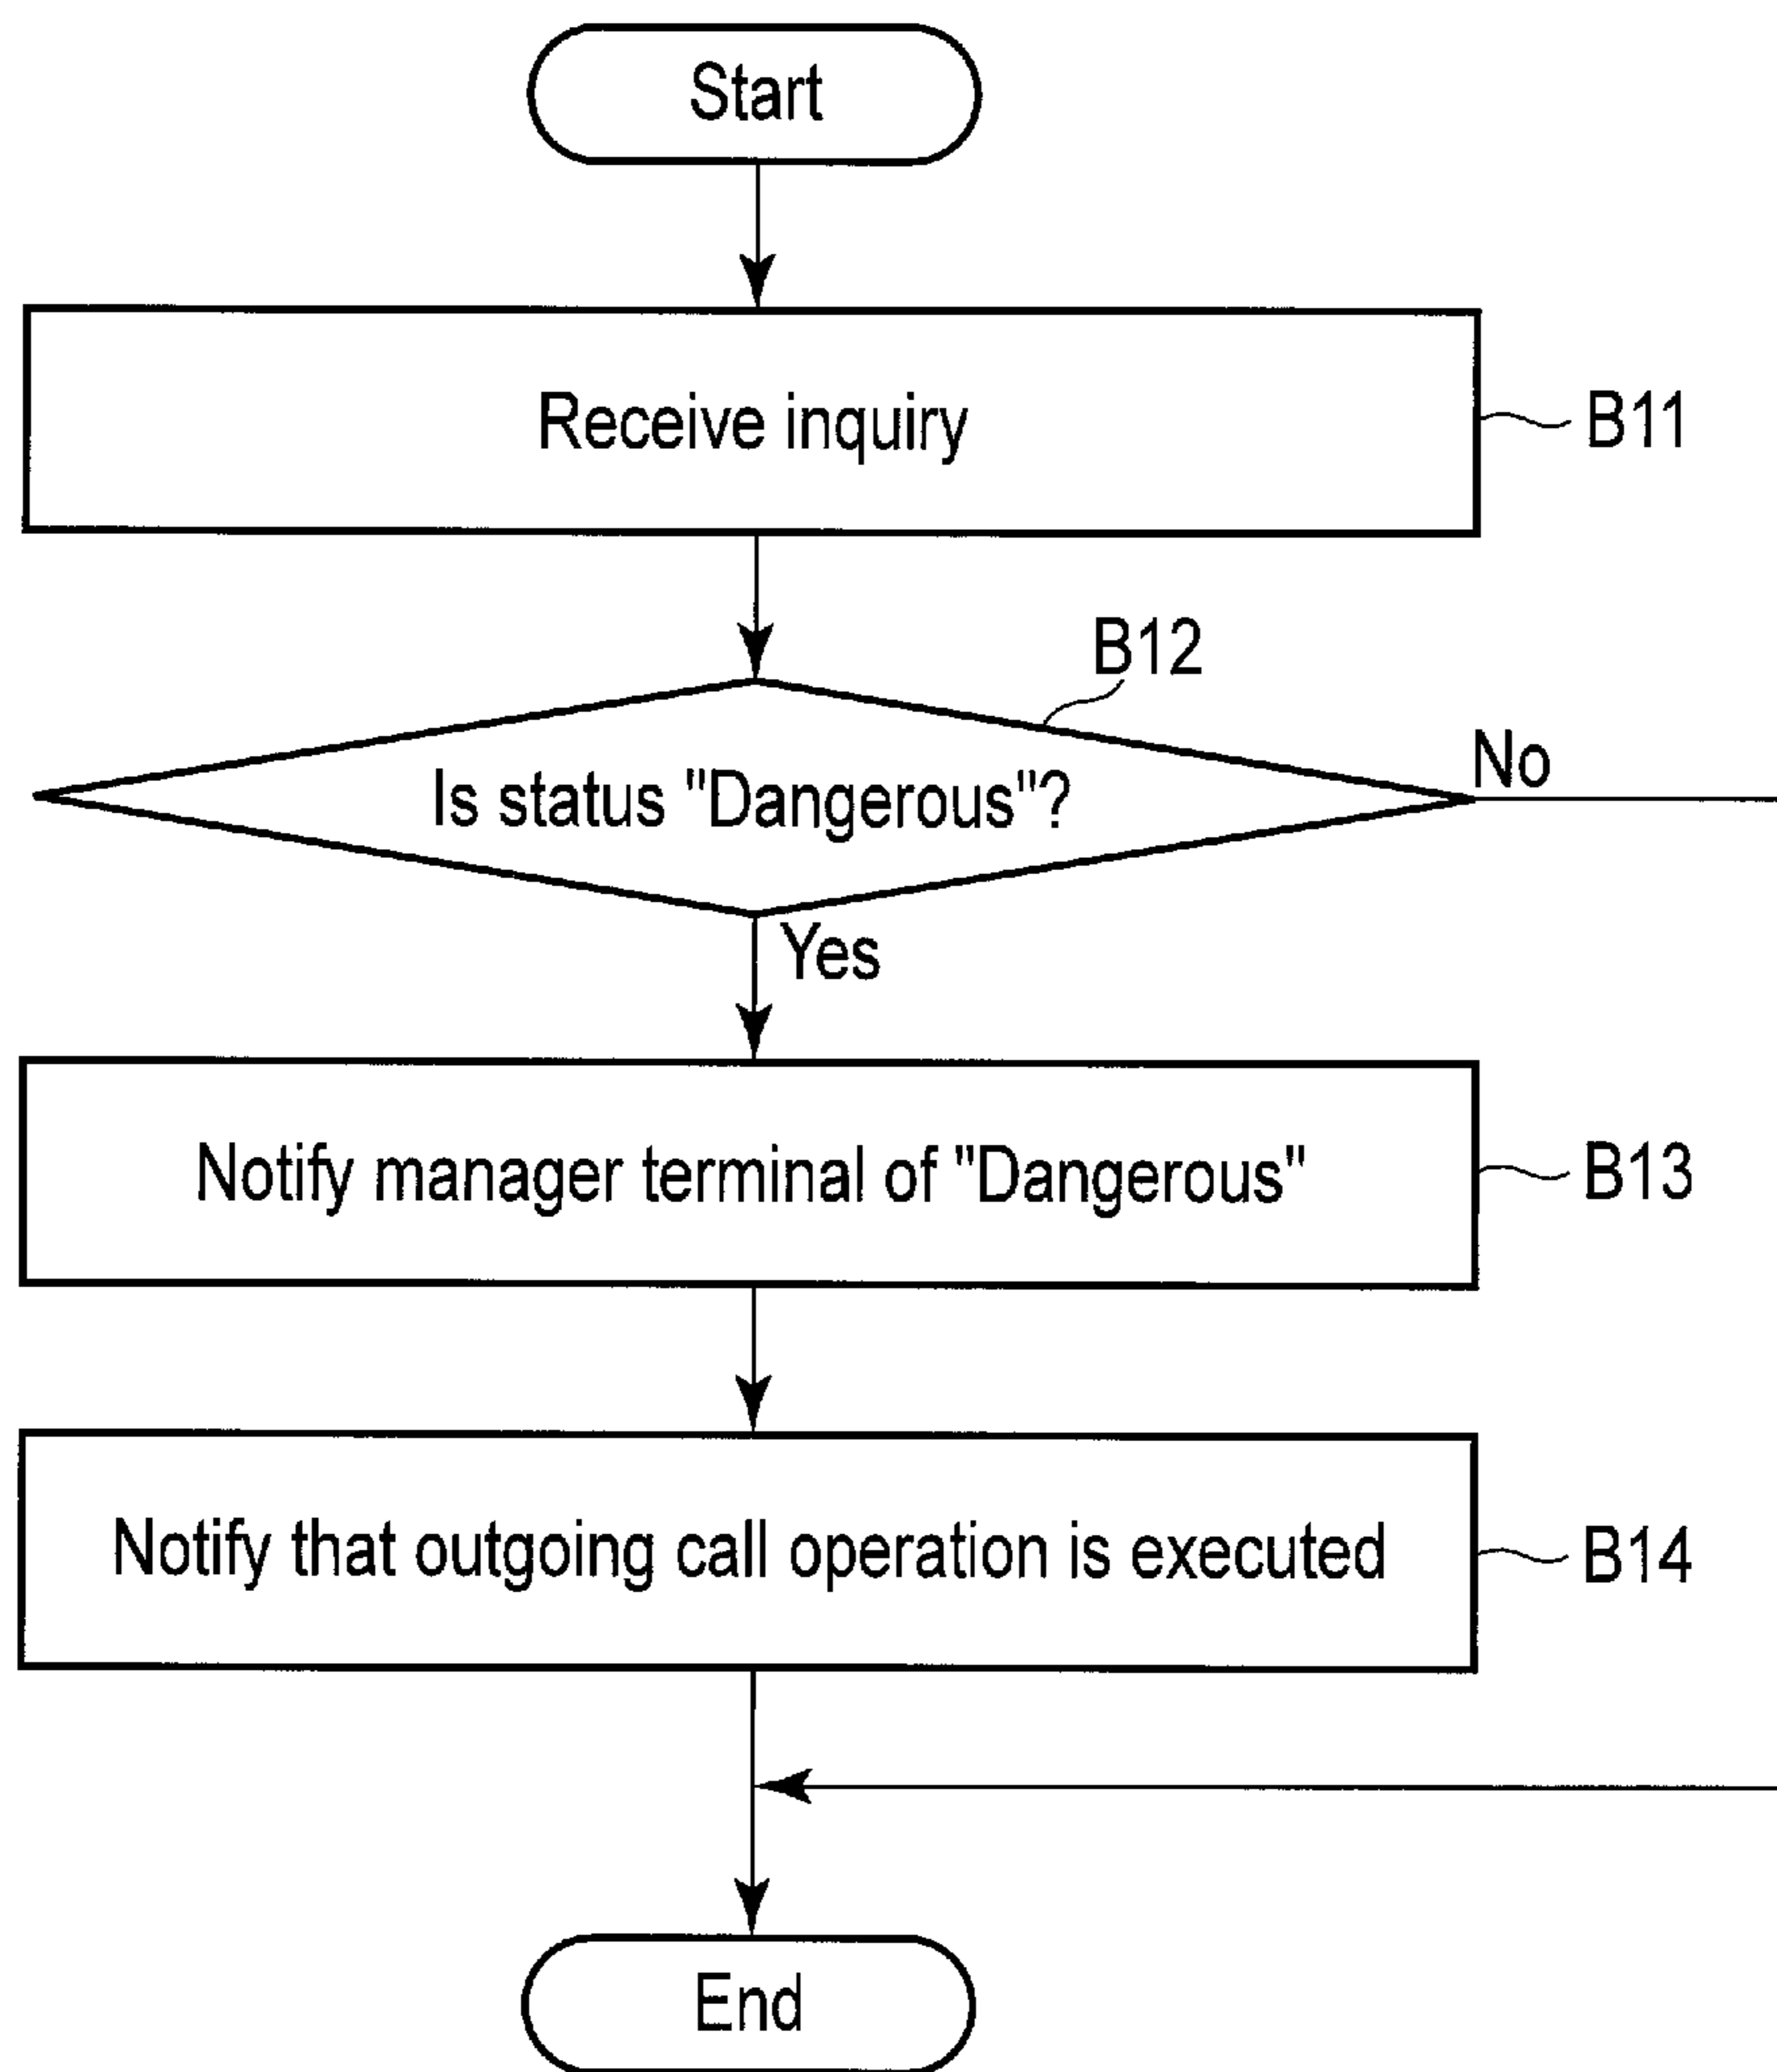 Start
Receive inquiry
B11
B12
Is status "Dangerous"?
No
Yes
Notify manager terminal of "Dangerous"
B13
Notify that outgoing call operation is executed
B14
End